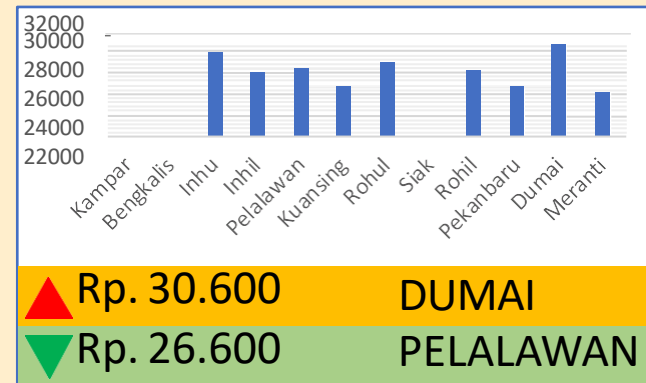 32000
30000
28000
26000
24000
22000
Kampar
Bengkalis
Inhu
Inhil
Pelalawan
Kuansing
Rohul
Siak
Rohil
Pekanbaru
Dumai
Meranti
Rp. 30.600 DUMAI
Rp. 26.600 PELALAWAN